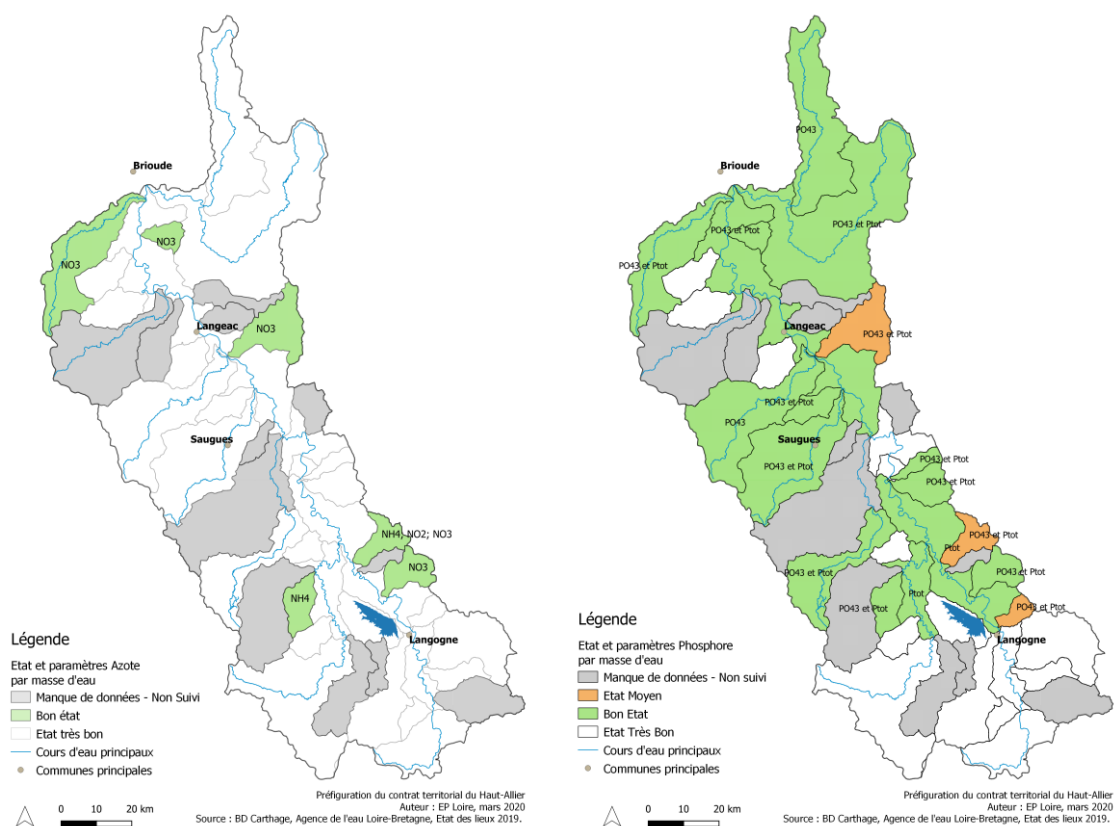 Brioude
NO3
NO3
Langeac
NO3
Saugues
NH4; NO2; NO3
NO3
NH4
Langogne
Légende
Etat et paramètres Azote
par masse d'eau
Manque de données - Non Suivi
Bon état
Etat très bon
Cours d'eau principaux
Communes principales
0 10 20 km
Préfiguration du contrat territorial du Haut-Allier
Auteur : EP Loire, mars 2020
Source : BD Carthage, Agence de l'eau Loire-Bretagne, Etat des lieux 2019.
PO43
Brioude
PO43 et Ptot
PO43 et Ptot
PO43 et Ptot
Langeac
PO43 et Ptot
PO43 et Ptot
PO43
Saugues
PO43 et Ptot
PO43 et Ptot
PO43 et Ptot
PO43 et Ptot
Ptot
PO43 et Ptot
PO43 et Ptot
Ptot
PO43 et Ptot
PO43 et Ptot
Langogne
Légende
Etat et paramètres Phosphore
par masse d'eau
Manque de données - Non suivi
Etat Moyen
Bon Etat
Etat Très Bon
Cours d'eau principaux
Communes principales
0 10 20 km
Préfiguration du contrat territorial du Haut-Allier
Auteur : EP Loire, mars 2020
Source : BD Carthage, Agence de l'eau Loire-Bretagne, Etat des lieux 2019.